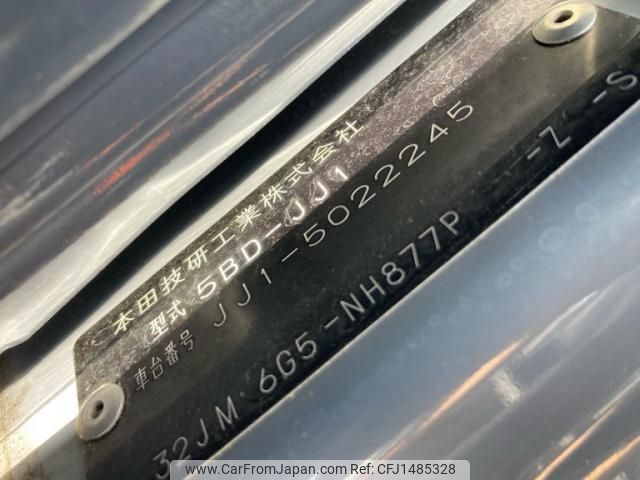 本田技研工業株式会社
型式 5BD-JJ1
車台番号 JJ1-5022245
32JM 6G5-NH877P -Z -S
www.CarFromJapan.com | Ref No: CFJ1485328